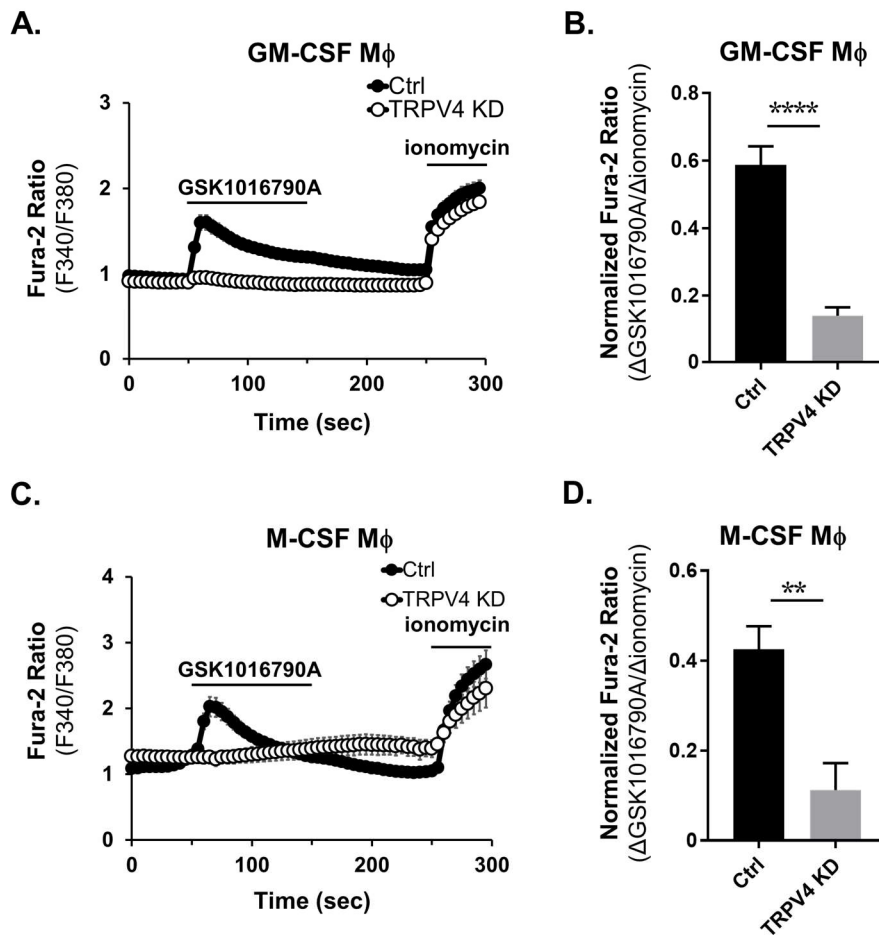 A.
GM-CSF Mϕ
Ctrl
TRPV4 KD
ionomycin
GSK1016790A
Fura-2 Ratio
(F340/F380)
3
2
1
0
0
100
200
300
Time (sec)
B.
GM-CSF Mϕ
****
Normalized Fura-2 Ratio
(ΔGSK1016790A/Δionomycin)
0.8
0.6
0.4
0.2
0
Ctrl
TRPV4 KD
C.
M-CSF Mϕ
Ctrl
TRPV4 KD
ionomycin
GSK1016790A
Fura-2 Ratio
(F340/F380)
4
3
2
1
0
0
100
200
300
Time (sec)
D.
M-CSF Mϕ
**
Normalized Fura-2 Ratio
(ΔGSK1016790A/Δionomycin)
0.6
0.4
0.2
0
Ctrl
TRPV4 KD